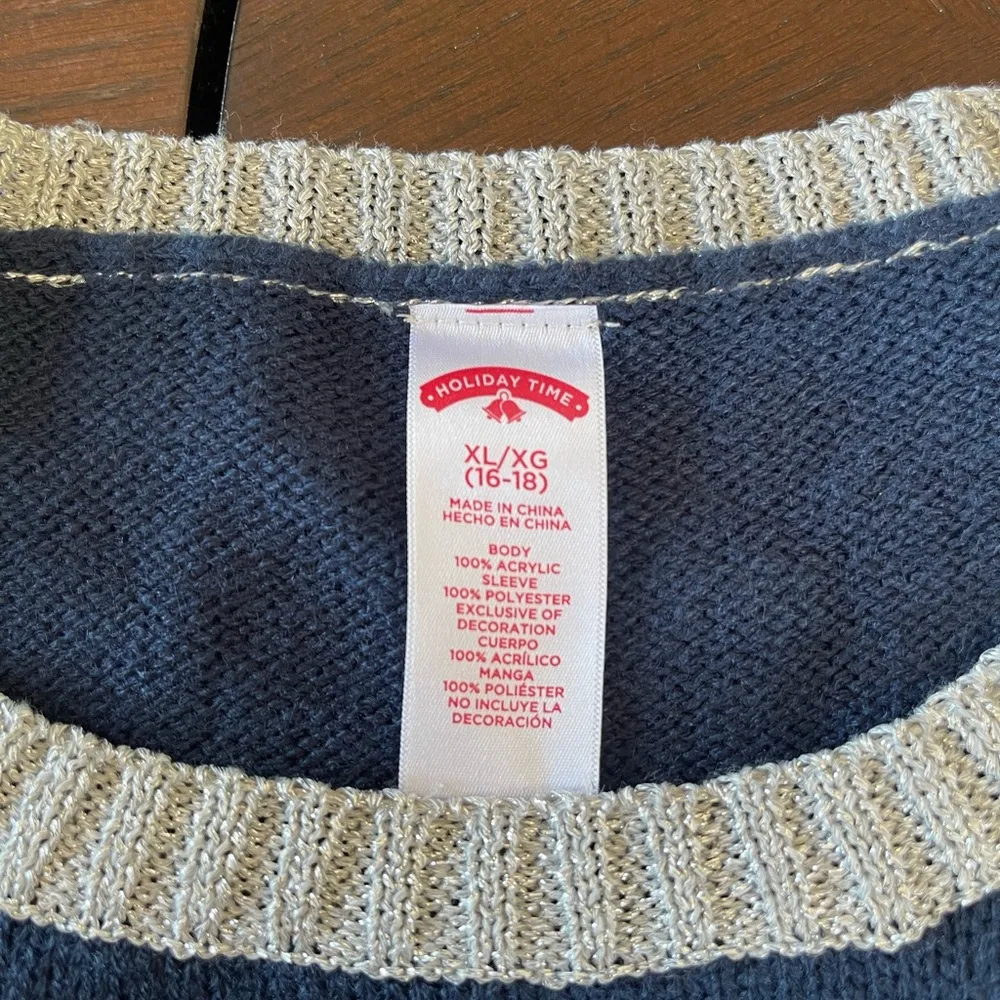 • HOLIDAY TIME •
XL/XG
(16-18)
MADE IN CHINA
HECHO EN CHINA
BODY
100% ACRYLIC
SLEEVE
100% POLYESTER
EXCLUSIVE OF
DECORATION
CUERPO
100% ACRÍLICO
MANGA
100% POLIÉSTER
NO INCLUYE LA
DECORACIÓN